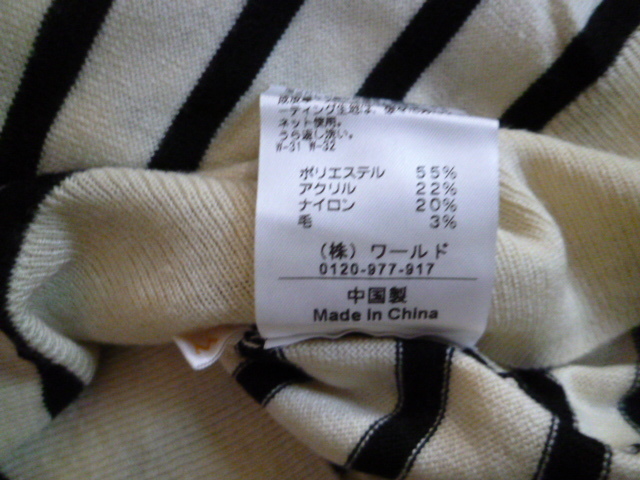 ネット使用。
うら返し洗い。
W-31 W-32
ポリエステル 55%
アクリル 22%
ナイロン 20%
毛 3%
(株)ワールド
0120-977-917
中国製
Made In China